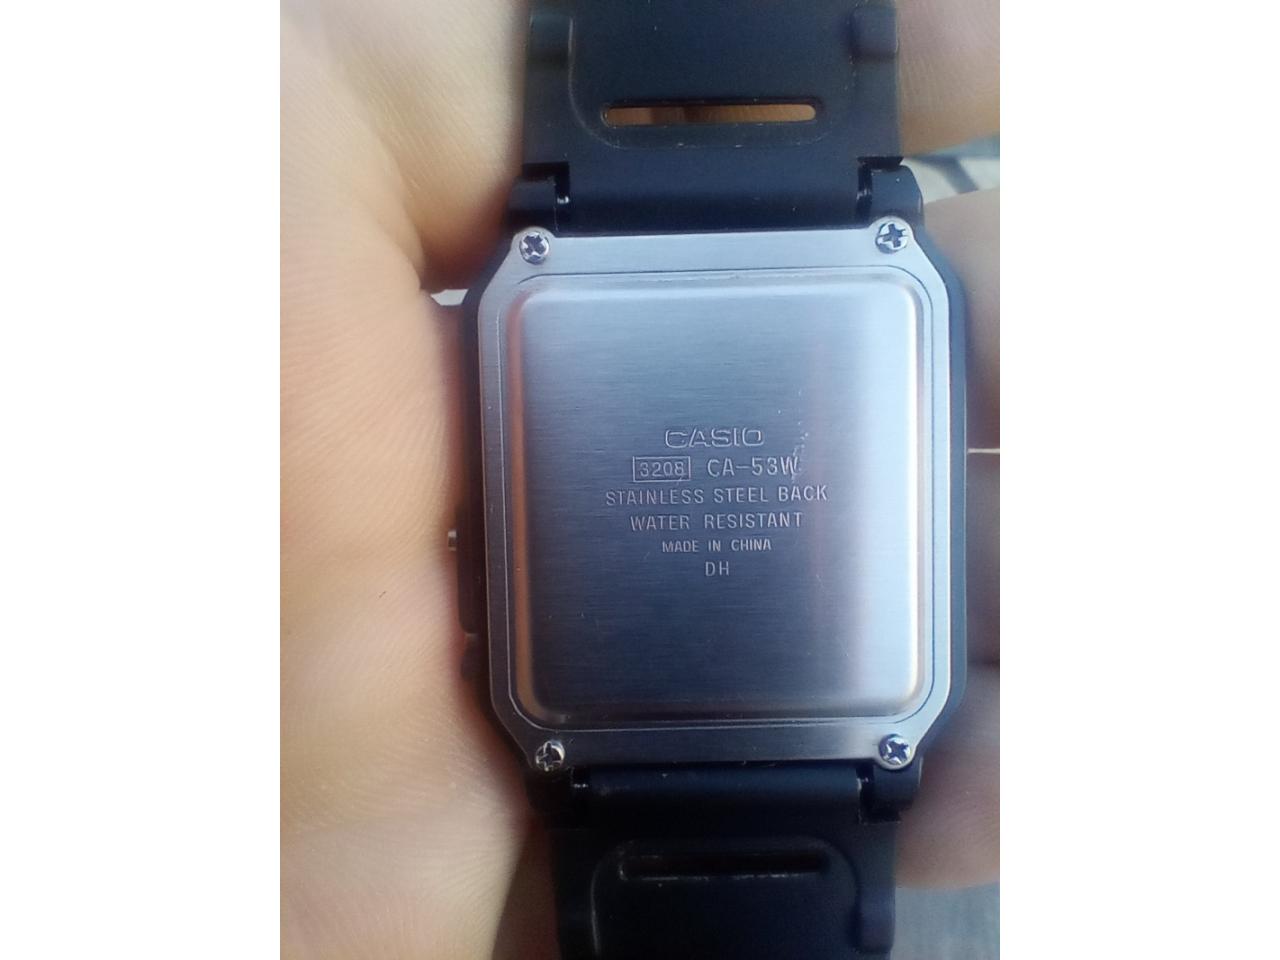 CASIO
3208 CA-53W
STAINLESS STEEL BACK
WATER RESISTANT
MADE IN CHINA
DH